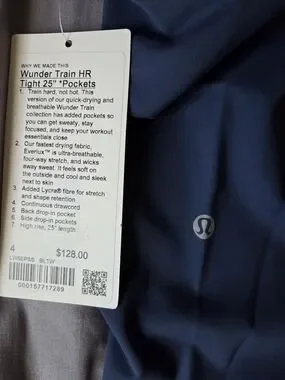 WHY WE MADE THIS
Wunder Train HR
Tight 25" *Pockets
1. Train hard, not hot. This
version of our quick-drying and
breathable Wunder Train
collection has added pockets so
you can get sweaty, stay
focused, and keep your workout
essentials close
2. Our fastest drying fabric,
Everlux™ is ultra-breathable,
four-way stretch, and wicks
away sweat. It feels soft on
the outside and cool and sleek
next to skin
3. Added Lycra® fibre for stretch
and shape retention
4. Continuous drawcord
5. Back drop-in pocket
6. Side drop-in pockets
7. High rise, 25" length
4 $128.00
000157717289